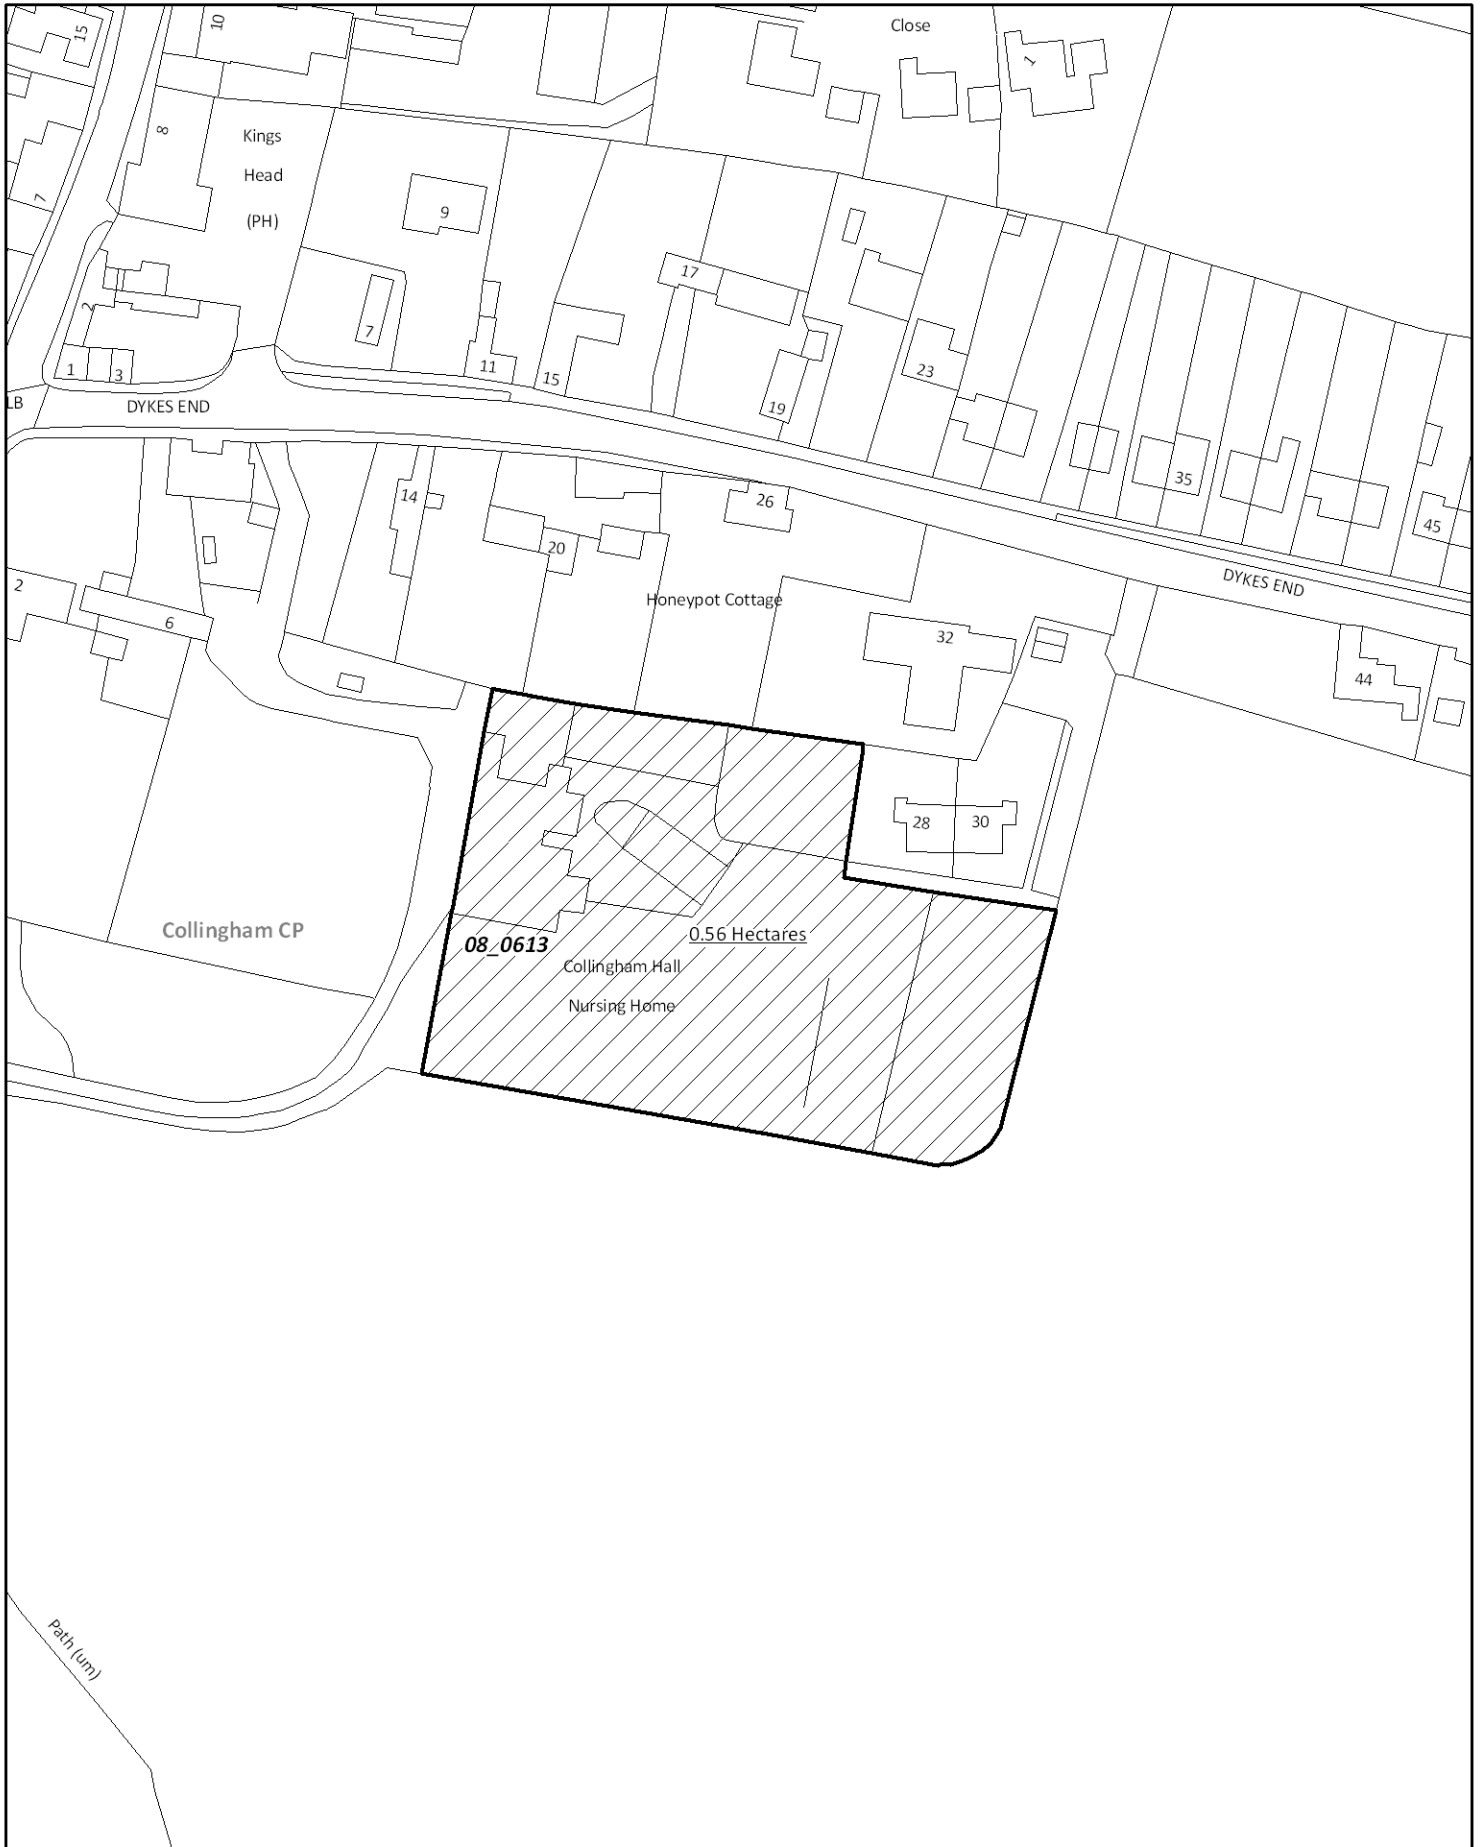 15
10
Close
1
8
Kings
Head
(PH)
7
9
17
2
7
1
3
11
15
19
23
LB
DYKES END
14
20
26
35
45
2
6
Honeypot Cottage
32
DYKES END
44
28
30
Collingham CP
08_0613
0.56 Hectares
Collingham Hall
Nursing Home
Path (um)